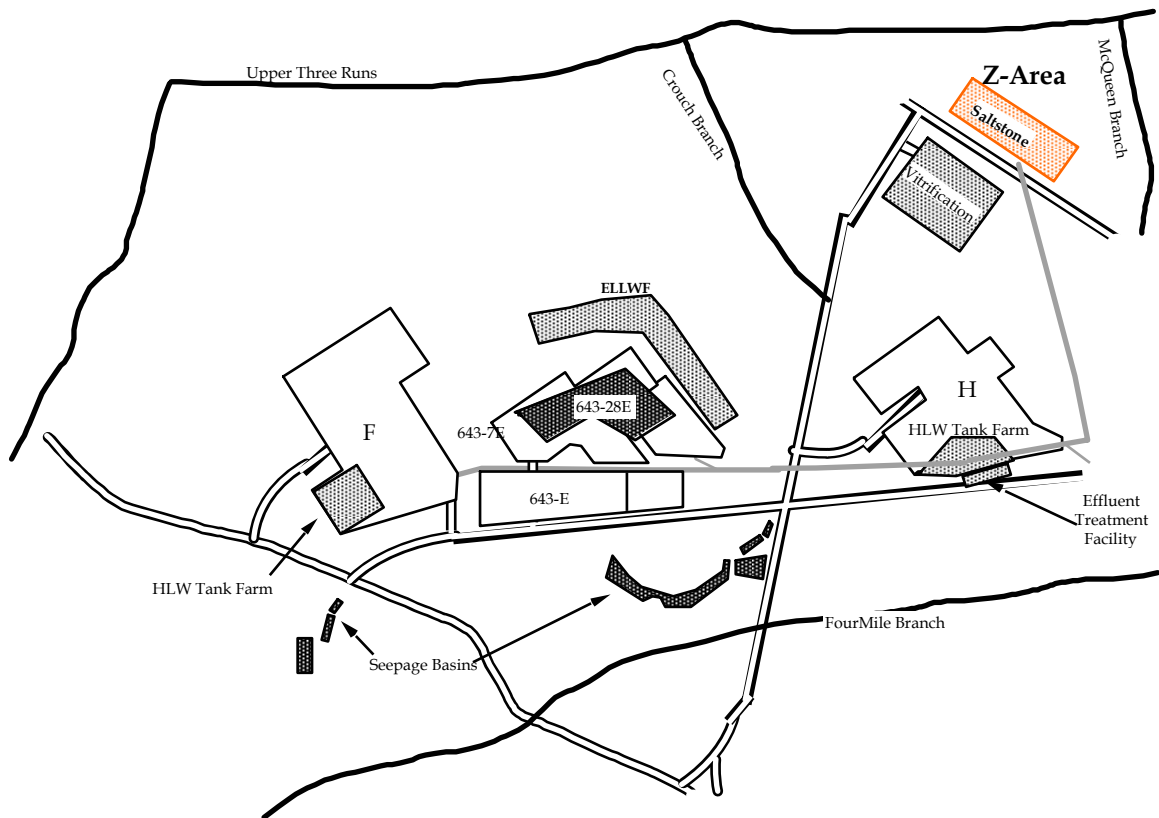 Upper Three Runs
Crouch Branch
McQueen Branch
Z-Area
Saltstone
Vitrification
ELLWF
643-28E
643-7E
F
H
HLW Tank Farm
643-E
Effluent
Treatment
Facility
HLW Tank Farm
FourMile Branch
Seepage Basins